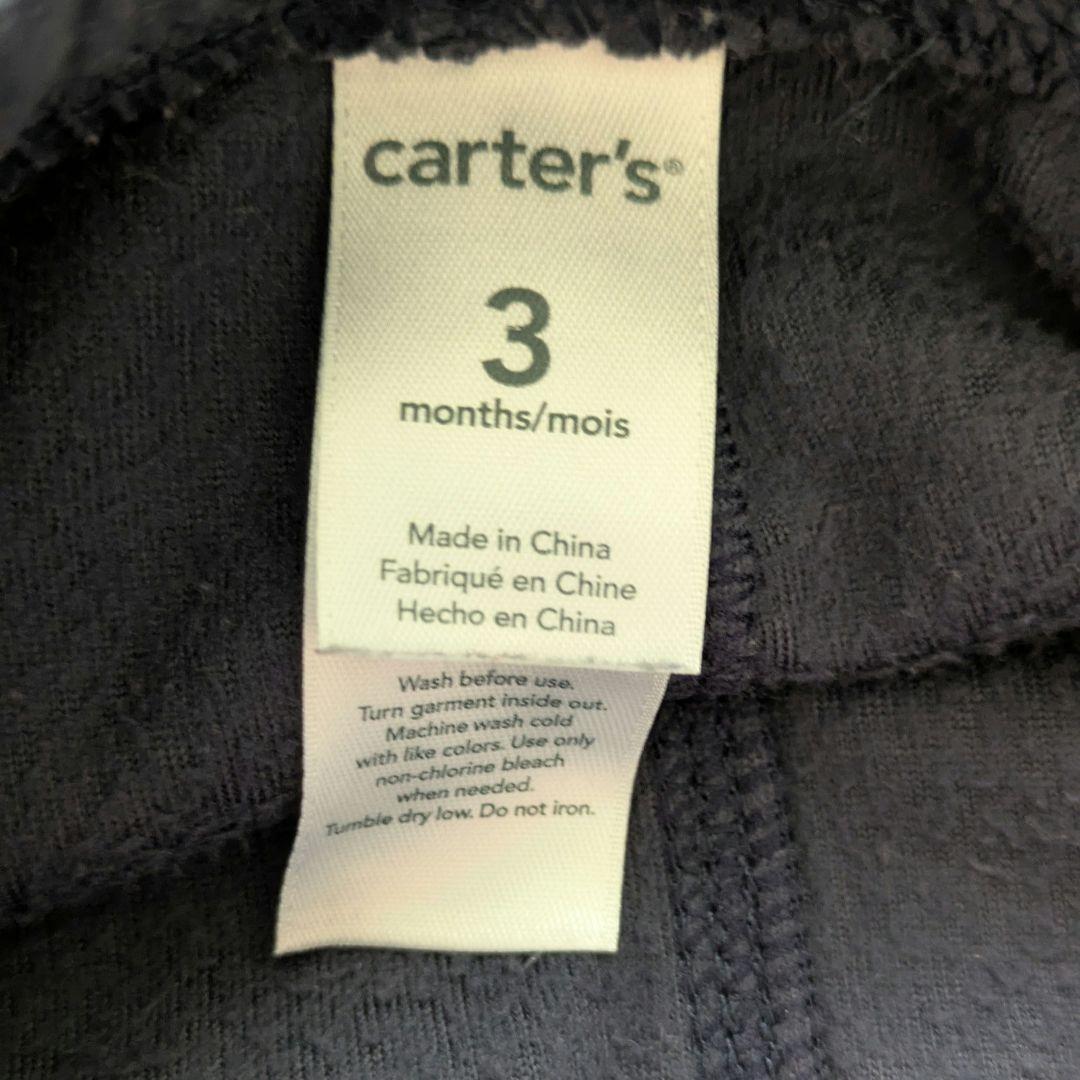 carter's®
3
months/mois
Made in China
Fabriqué en Chine
Hecho en China
Wash before use.
Turn garment inside out.
Machine wash cold
with like colors. Use only
non-chlorine bleach
when needed.
Tumble dry low. Do not iron.